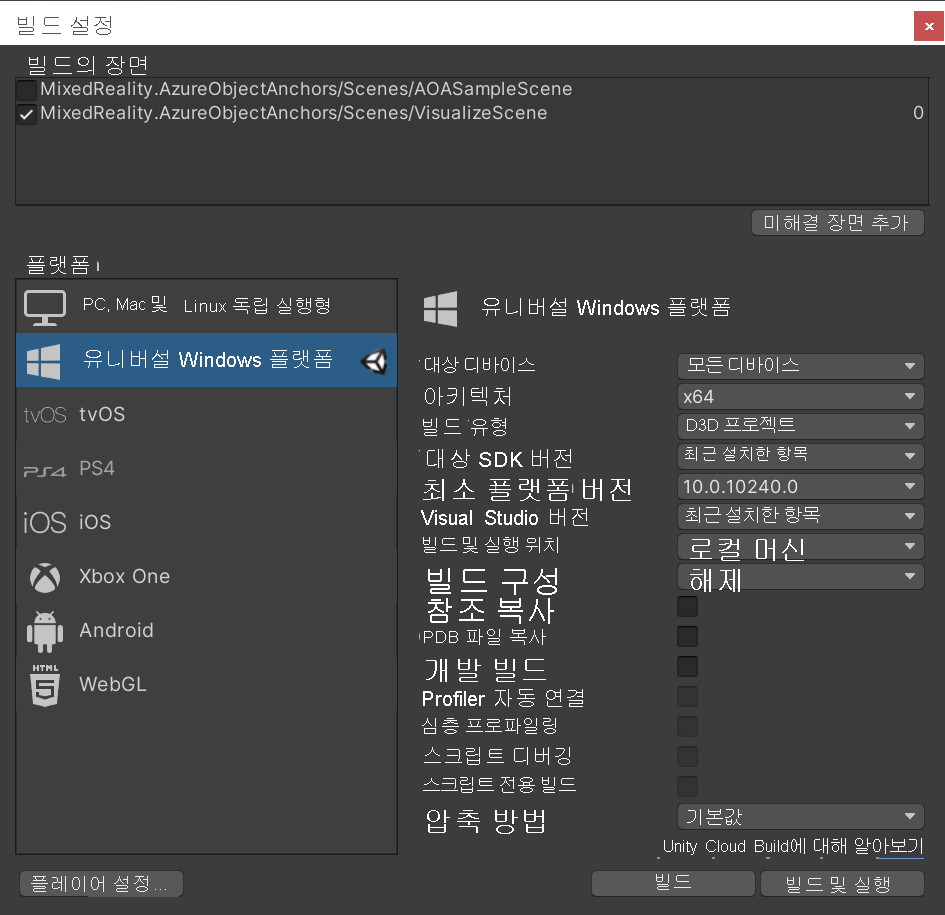 빌드 설정
빌드의 장면
MixedReality.AzureObjectAnchors/Scenes/AOASampleScene
MixedReality.AzureObjectAnchors/Scenes/VisualizeScene 0
미해결 장면 추가
플랫폼
PC, Mac 및 Linux 독립 실행형
유니버설 Windows 플랫폼
tvOS tvOS
PS4 PS4
iOS iOS
Xbox One
Android
HTML 5 WebGL
유니버설 Windows 플랫폼
대상 디바이스 모든 디바이스
아키텍처 x64
빌드 유형 D3D 프로젝트
대상 SDK 버전 최근 설치한 항목
최소 플랫폼 버전 10.0.10240.0
Visual Studio 버전 최근 설치한 항목
빌드 및 실행 위치 로컬 머신
빌드 구성 해제
참조 복사
PDB 파일 복사
개발 빌드
Profiler 자동 연결
심층 프로파일링
스크립트 디버깅
스크립트 전용 빌드
압축 방법 기본값
Unity Cloud Build에 대해 알아보기
플레이어 설정...
빌드
빌드 및 실행